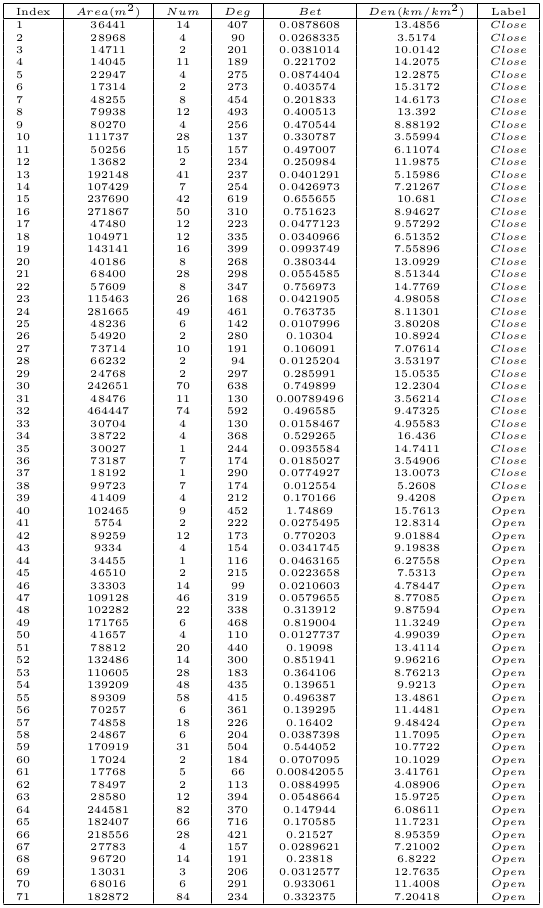 Index Area(m²) Num Deg Bet Den(km/km²) Label
1 36441 14 407 0.0878608 13.4856 Close
2 28968 4 90 0.0268335 3.5174 Close
3 14711 2 201 0.0381014 10.0142 Close
4 14045 11 189 0.221702 14.2075 Close
5 22947 4 275 0.0874404 12.2875 Close
6 17314 2 273 0.403574 15.3172 Close
7 48255 8 454 0.201833 14.6173 Close
8 79938 12 493 0.400513 13.392 Close
9 80270 4 256 0.470544 8.88192 Close
10 111737 28 137 0.330787 3.55994 Close
11 50256 15 157 0.497007 6.11074 Close
12 13682 2 234 0.250984 11.9875 Close
13 192148 41 237 0.0401291 5.15986 Close
14 107429 7 254 0.0426973 7.21267 Close
15 237690 42 619 0.655655 10.681 Close
16 271867 50 310 0.751623 8.94627 Close
17 47480 12 223 0.0477123 9.57292 Close
18 104971 12 335 0.0340966 6.51352 Close
19 143141 16 399 0.0993749 7.55896 Close
20 40186 8 268 0.380344 13.0929 Close
21 68400 28 298 0.0554585 8.51344 Close
22 57609 8 347 0.756973 14.7769 Close
23 115463 26 168 0.0421905 4.98058 Close
24 281665 49 461 0.763735 8.11301 Close
25 48236 6 142 0.0107996 3.80208 Close
26 54920 2 280 0.10304 10.8924 Close
27 73714 10 191 0.106091 7.07614 Close
28 66232 2 94 0.0125204 3.53197 Close
29 24768 2 297 0.285991 15.0535 Close
30 242651 70 638 0.749899 12.2304 Close
31 48476 11 130 0.00789496 3.56214 Close
32 464447 74 592 0.496585 9.47325 Close
33 30704 4 130 0.0158467 4.95583 Close
34 38722 4 368 0.529265 16.436 Close
35 30027 1 244 0.0935584 14.7411 Close
36 73187 7 174 0.0185027 3.54906 Close
37 18192 1 290 0.0774927 13.0073 Close
38 99723 7 174 0.012554 5.2608 Close
39 41409 4 212 0.170166 9.4208 Open
40 102465 9 452 1.74869 15.7613 Open
41 5754 2 222 0.0275495 12.8314 Open
42 89259 12 173 0.770203 9.01884 Open
43 9334 4 154 0.0341745 9.19838 Open
44 34455 1 116 0.0463165 6.27558 Open
45 46510 2 215 0.0223658 7.5313 Open
46 33303 14 99 0.0210603 4.78447 Open
47 109128 46 319 0.0579655 8.77085 Open
48 102282 22 338 0.313912 9.87594 Open
49 171765 6 468 0.819004 11.3249 Open
50 41657 4 110 0.0127737 4.99039 Open
51 78812 20 440 0.19098 13.4114 Open
52 132486 14 300 0.851941 9.96216 Open
53 110605 28 183 0.364106 8.76213 Open
54 139209 48 435 0.139651 9.9213 Open
55 89309 58 415 0.496387 13.4861 Open
56 70257 6 361 0.139295 11.4481 Open
57 74858 18 226 0.16402 9.48424 Open
58 24867 6 204 0.0387398 11.7095 Open
59 170919 31 504 0.544052 10.7722 Open
60 17024 2 184 0.0707095 10.1029 Open
61 17768 5 66 0.00842055 3.41761 Open
62 78497 2 113 0.0884995 4.08906 Open
63 28580 12 394 0.0548664 15.9725 Open
64 244581 82 370 0.147944 6.08611 Open
65 182407 66 716 0.170585 11.7231 Open
66 218556 28 421 0.21527 8.95359 Open
67 27783 4 157 0.0289621 7.21002 Open
68 96720 14 191 0.23818 6.8222 Open
69 13031 3 206 0.0312577 12.7635 Open
70 68016 6 291 0.933061 11.4008 Open
71 182872 84 234 0.332375 7.20418 Open